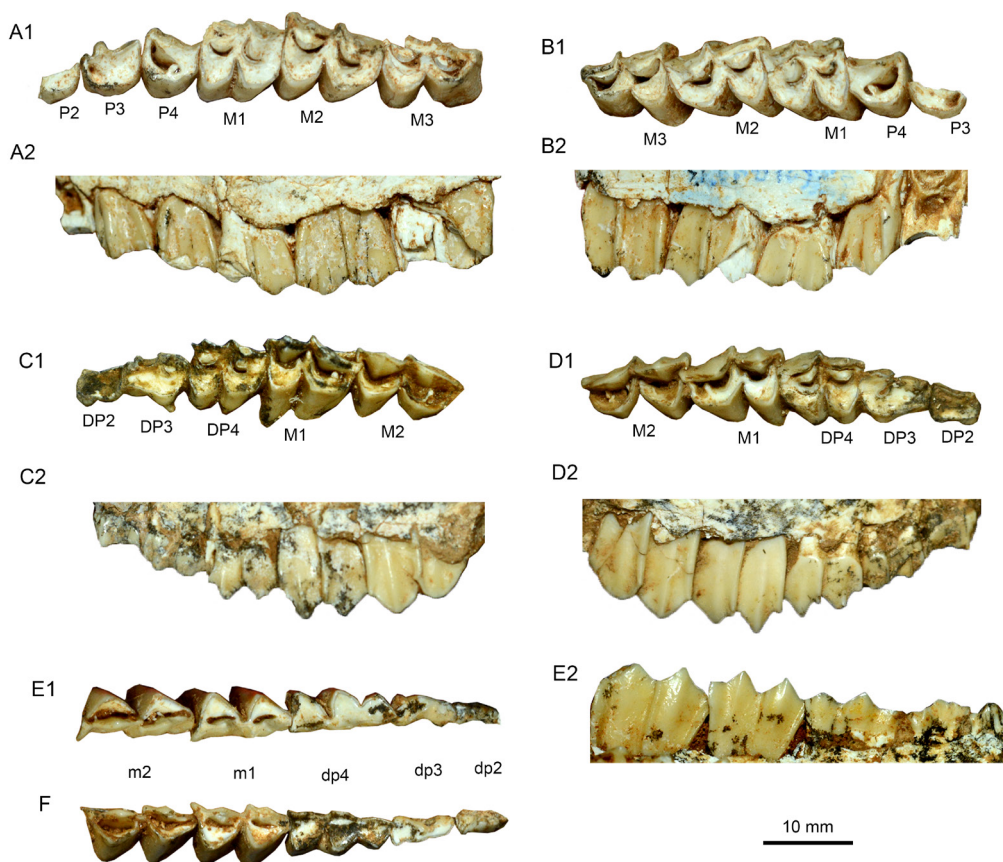 A1
P2 P3 P4 M1 M2 M3
B1
M3 M2 M1 P4 P3
A2
B2
C1
DP2 DP3 DP4 M1 M2
D1
M2 M1 DP4 DP3 DP2
C2
D2
E1
E2
m2 m1 dp4 dp3 dp2
F
10 mm